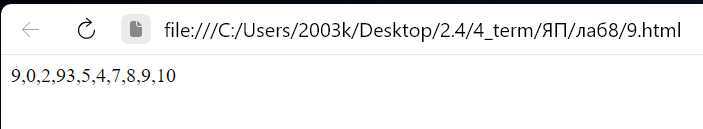 file:///C:/Users/2003k/Desktop/2.4/4_term/ЯП/лаб8/9.html
9,0,2,93,5,4,7,8,9,10